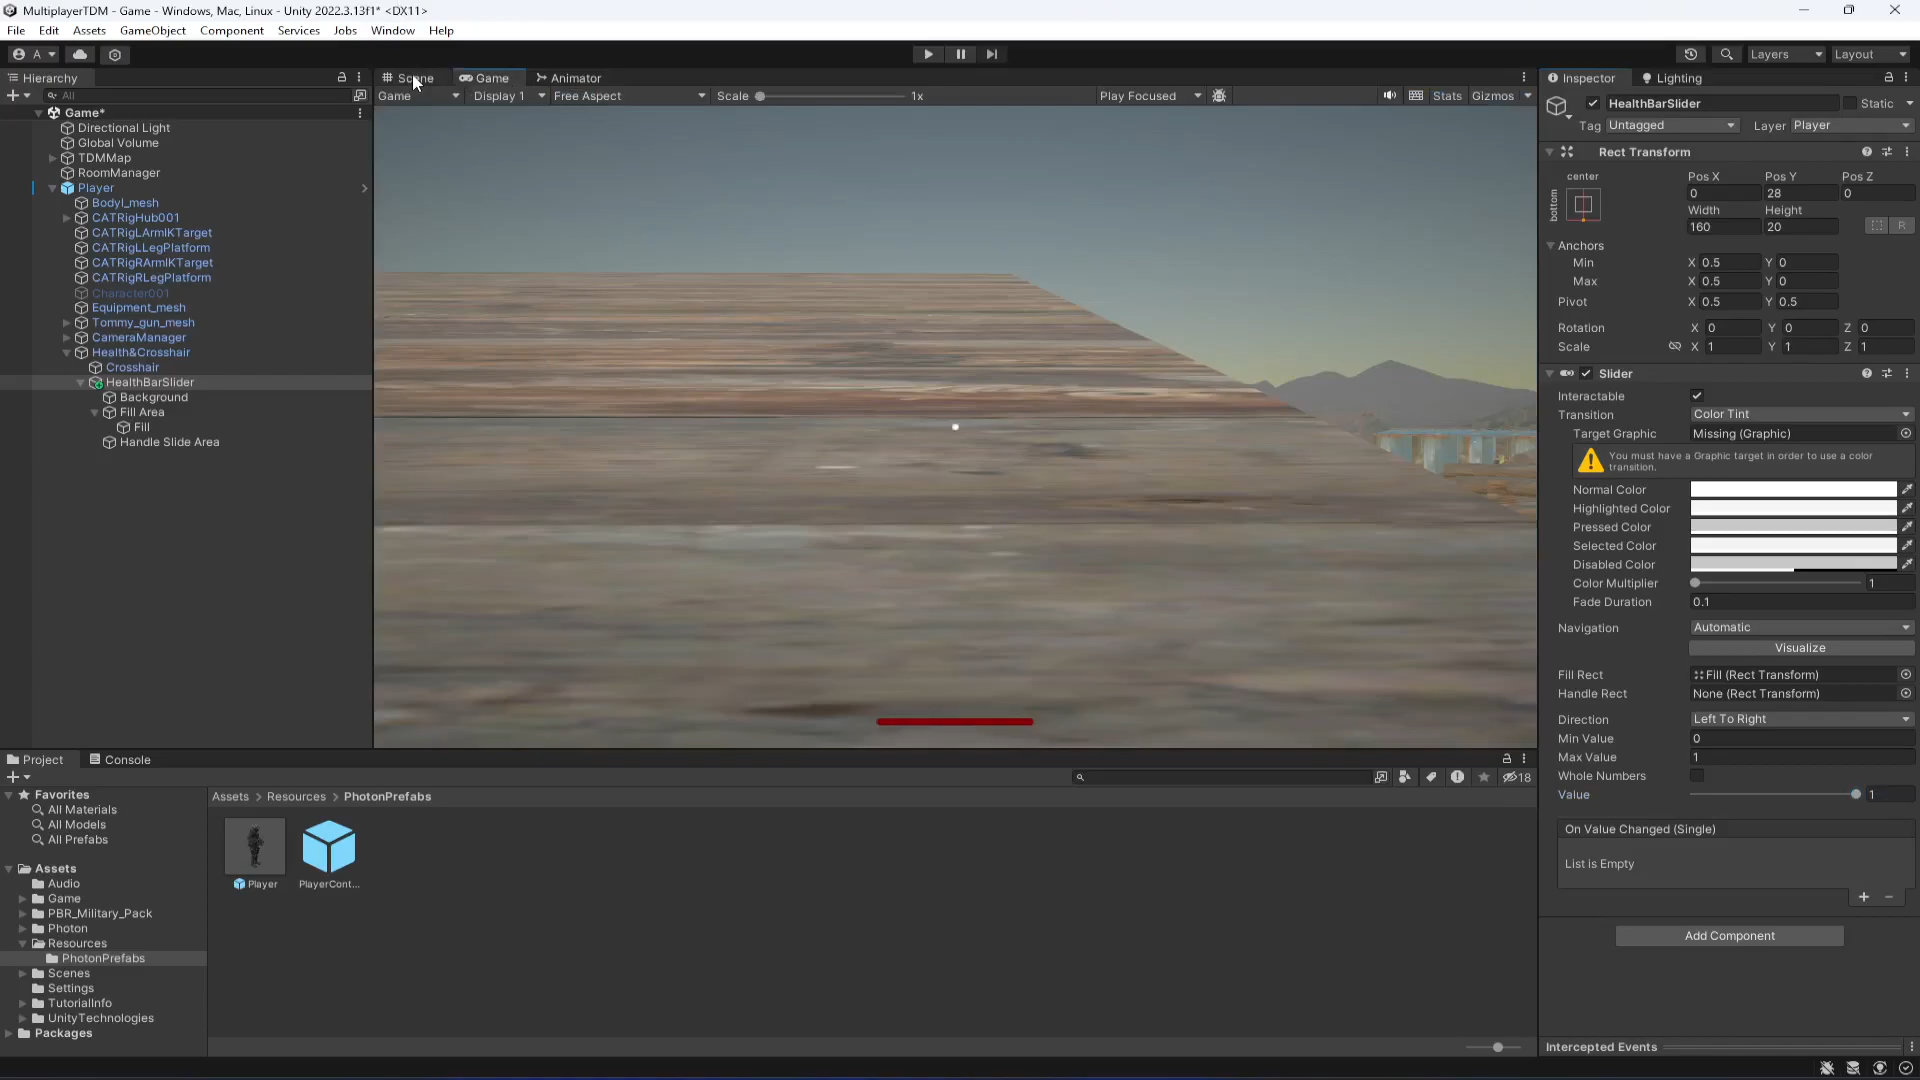 MultiplayerTDM - Game - Windows, Mac, Linux - Unity 2022.3.13f1* <DX11>
File Edit Assets GameObject Component Services Jobs Window Help
A Layers Layout
Hierarchy
All
Game*
Directional Light
Global Volume
TDMMap
RoomManager
Player
Bodyl_mesh
CATRigHub001
CATRigLArmIKTarget
CATRigLLegPlatform
CATRigRArmIKTarget
CATRigRLegPlatform
Character001
Equipment_mesh
Tommy_gun_mesh
CameraManager
Health&Crosshair
Crosshair
HealthBarSlider
Background
Fill Area
Fill
Handle Slide Area
Scene Game Animator
Game Display 1 Free Aspect Scale 1x Play Focused Stats Gizmos
Inspector Lighting
HealthBarSlider Static
Tag Untagged Layer Player
Rect Transform
center Pos X Pos Y Pos Z
bottom 0 28 0
Width Height
160 20
R
Anchors
Min X 0.5 Y 0
Max X 0.5 Y 0
Pivot X 0.5 Y 0.5
Rotation X 0 Y 0 Z 0
Scale X 1 Y 1 Z 1
Slider
Interactable
Transition Color Tint
Target Graphic Missing (Graphic)
You must have a Graphic target in order to use a color
transition.
Normal Color
Highlighted Color
Pressed Color
Selected Color
Disabled Color
Color Multiplier 1
Fade Duration 0.1
Navigation Automatic
Visualize
Fill Rect Fill (Rect Transform)
Handle Rect None (Rect Transform)
Direction Left To Right
Min Value 0
Max Value 1
Whole Numbers
Value 1
On Value Changed (Single)
List is Empty
Add Component
Intercepted Events
Project Console
18
Favorites
All Materials
All Models
All Prefabs
Assets
Audio
Game
PBR_Military_Pack
Photon
Resources
PhotonPrefabs
Scenes
Settings
TutorialInfo
UnityTechnologies
Packages
Assets > Resources > PhotonPrefabs
Player PlayerCont...